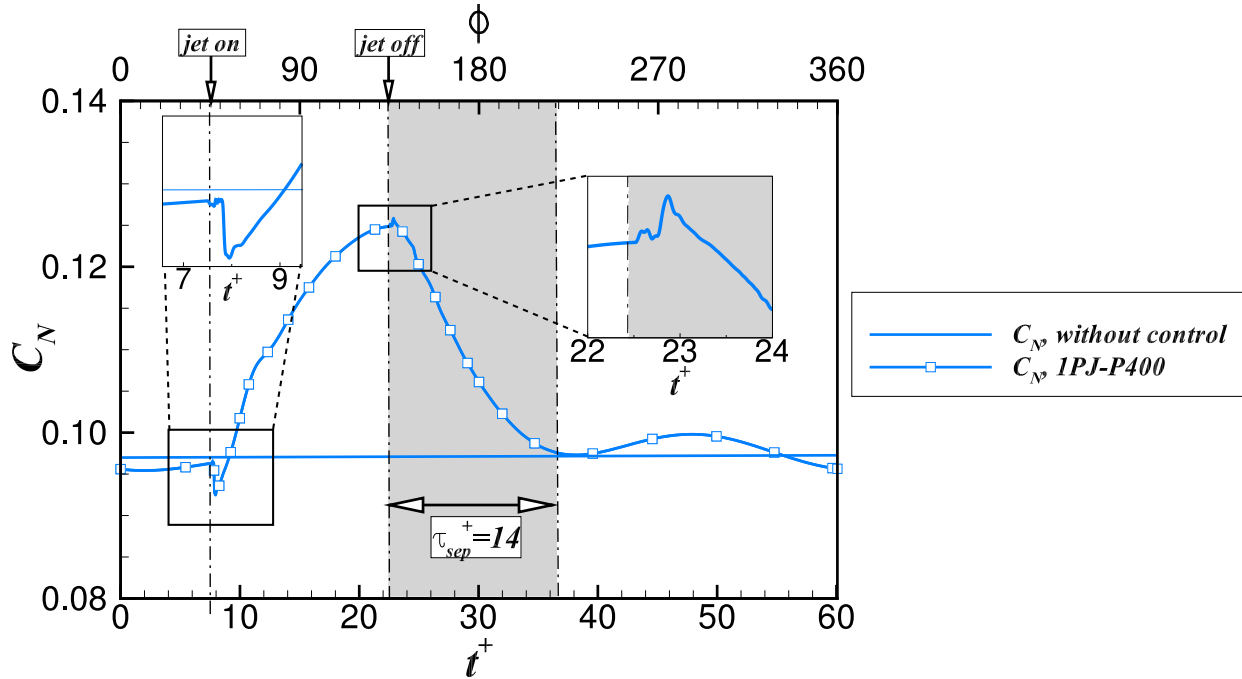 ϕ
jet on jet off
0 90 180 270 360
0.14
0.12
0.10
0.08
C_N
7 9
t^+
22 23 24
t^+
τ_sep^+=14
0 10 20 30 40 50 60
t^+
C_N, without control
C_N, 1PJ-P400